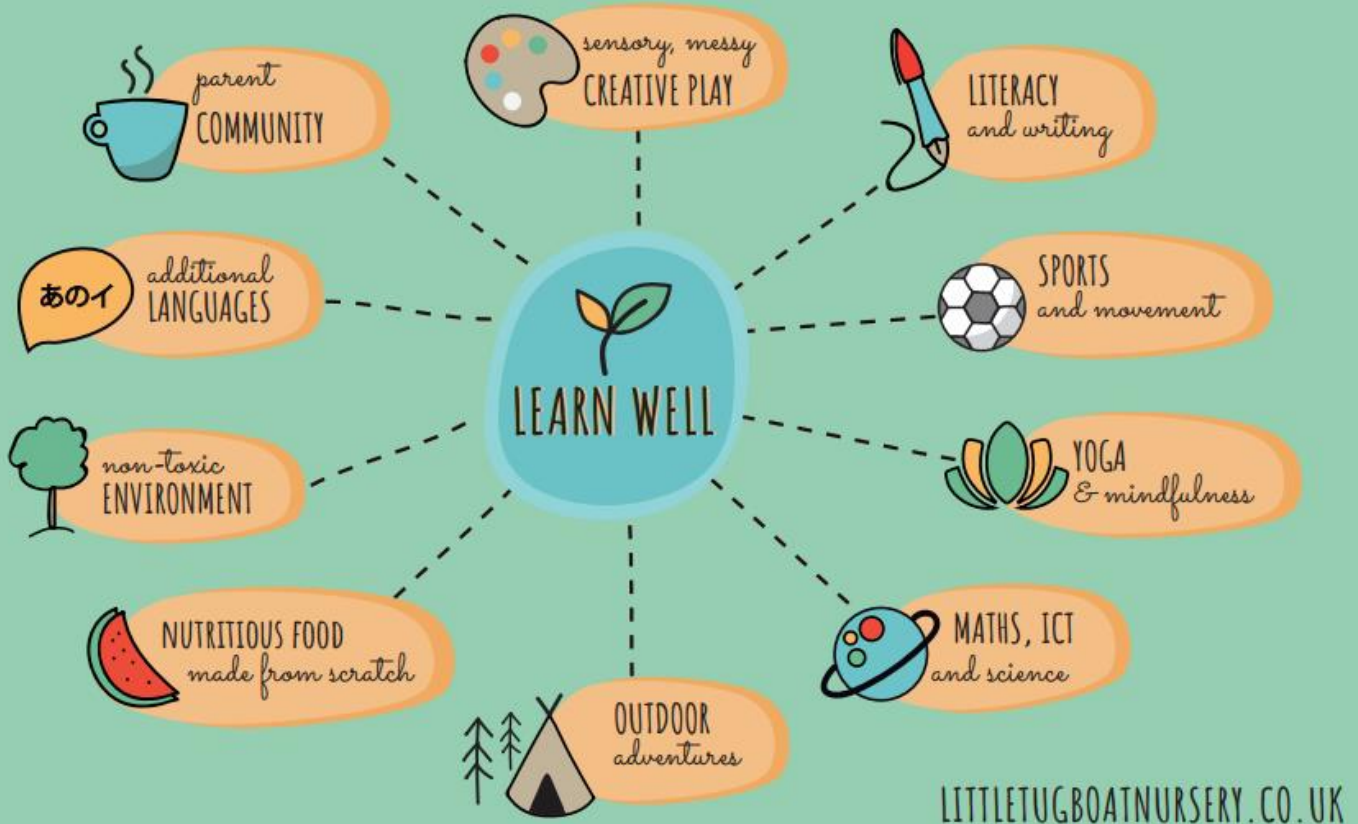 parent
COMMUNITY
sensory, messy
CREATIVE PLAY
LITERACY
and writing
あのイ
additional
LANGUAGES
SPORTS
and movement
LEARN WELL
non-toxic
ENVIRONMENT
YOGA
& mindfulness
NUTRITIOUS FOOD
made from scratch
MATHS, ICT
and science
OUTDOOR
adventures
LITTLETUGBOATNURSERY.CO.UK